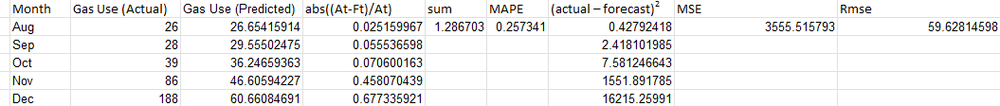 Month Gas Use (Actual) Gas Use (Predicted) abs((At-Ft)/At) sum MAPE (actual – forecast)² MSE Rmse
Aug 26 26.65415914 0.025159967 1.286703 0.257341 0.42792418 3555.515793 59.62814598
Sep 28 29.55502475 0.055536598 2.418101985
Oct 39 36.24659363 0.070600163 7.581246643
Nov 86 46.60594227 0.458070439 1551.891785
Dec 188 60.66084691 0.677335921 16215.25991